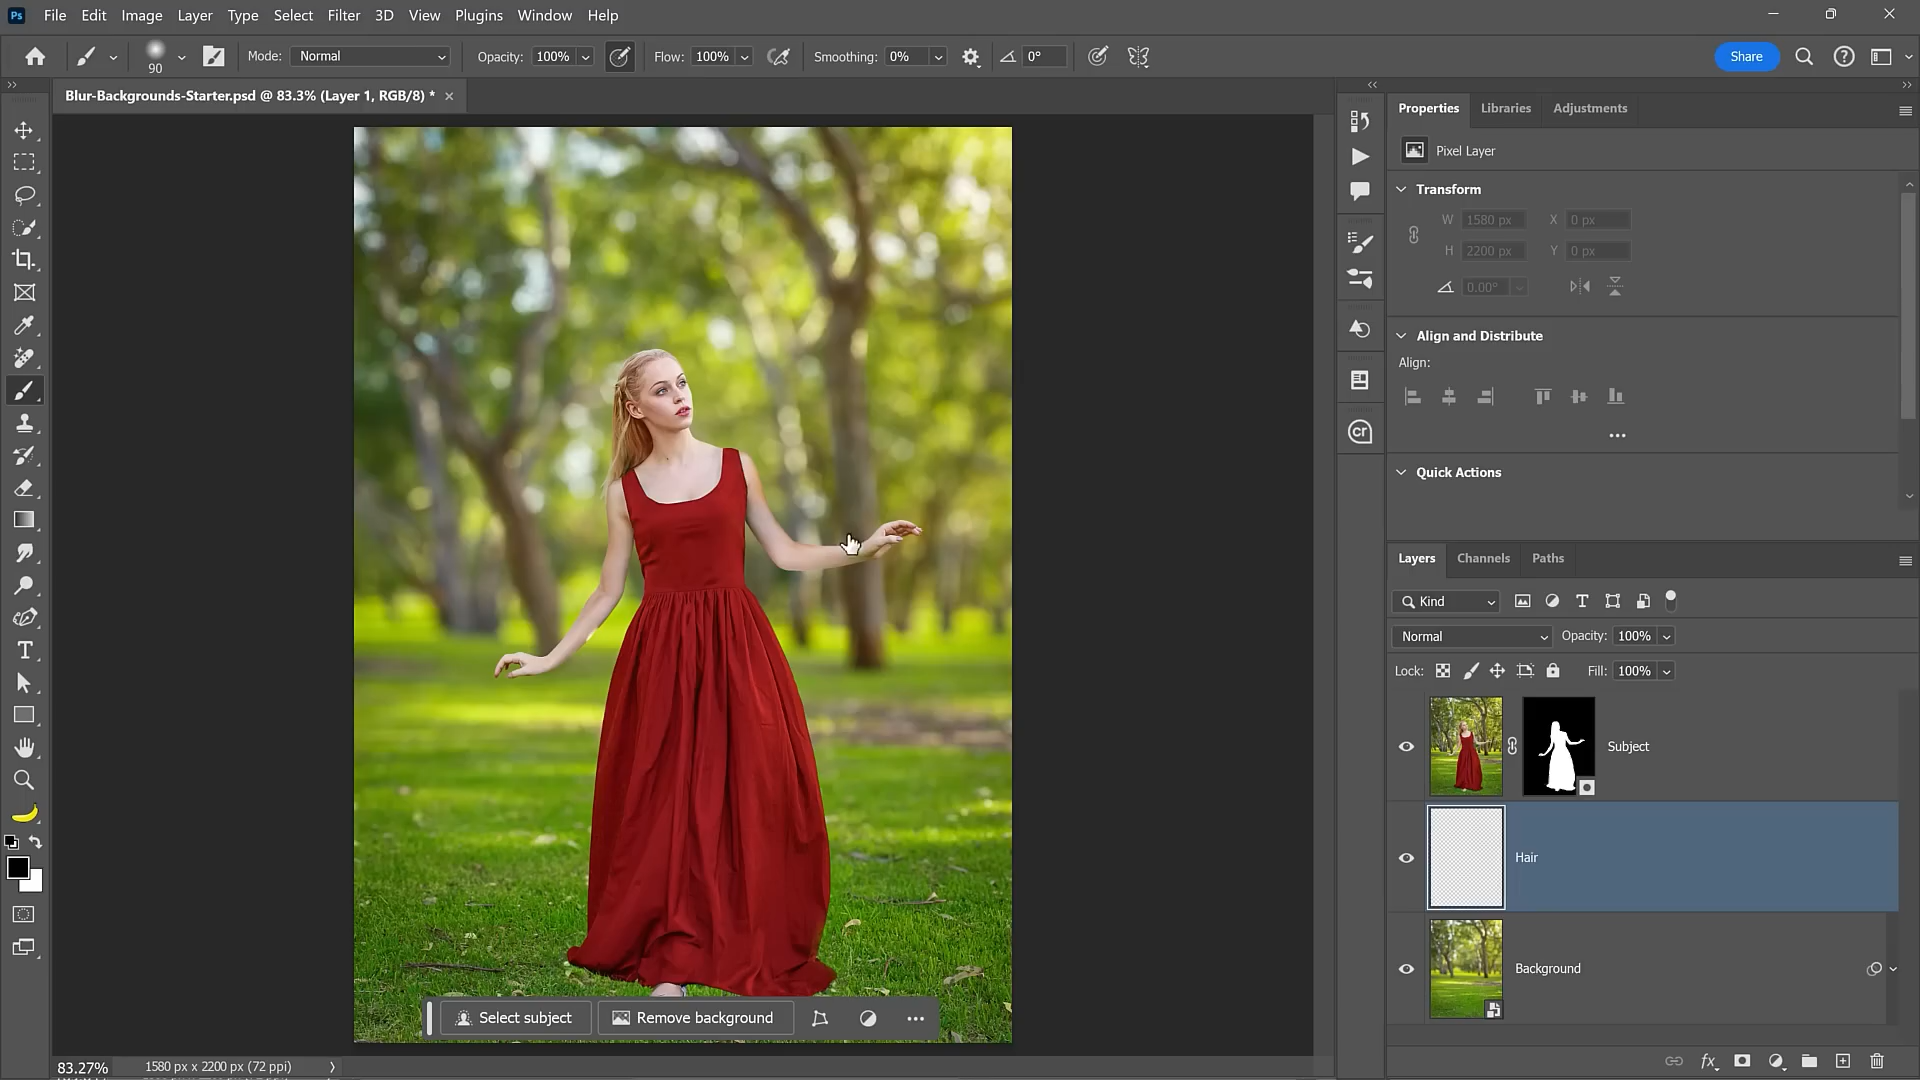 Ps File Edit Image Layer Type Select Filter 3D View Plugins Window Help
90 Mode: Normal Opacity: 100% Flow: 100% Smoothing: 0% 0° Share
Blur-Backgrounds-Starter.psd @ 83.3% (Layer 1, RGB/8) *
Properties Libraries Adjustments
Pixel Layer
Transform
W 1580 px X 0 px
H 2200 px Y 0 px
0.00°
Align and Distribute
Align:
Quick Actions
cr
Layers Channels Paths
Kind
Normal Opacity: 100%
Lock: Fill: 100%
Subject
Hair
Background
Select subject Remove background
83.27% 1580 px x 2200 px (72 ppi)